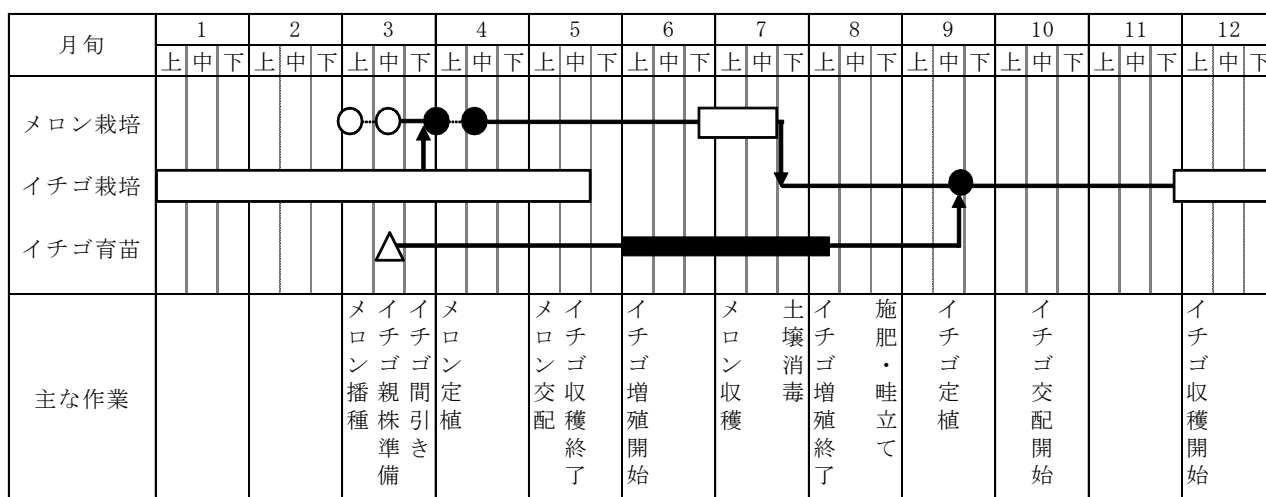 月旬 1 2 3 4 5 6 7 8 9 10 11 12
上 中 下 上 中 下 上 中 下 上 中 下 上 中 下 上 中 下 上 中 下 上 中 下 上 中 下 上 中 下 上 中 下 上 中 下
メロン栽培
イチゴ栽培
イチゴ育苗
主な作業
メロン播種
イチゴ親株準備
イチゴ間引き
メロン定植
メロン交配
イチゴ収穫終了
イチゴ増殖開始
メロン収穫
土壌消毒
イチゴ増殖終了
施肥・畦立て
イチゴ定植
イチゴ交配開始
イチゴ収穫開始